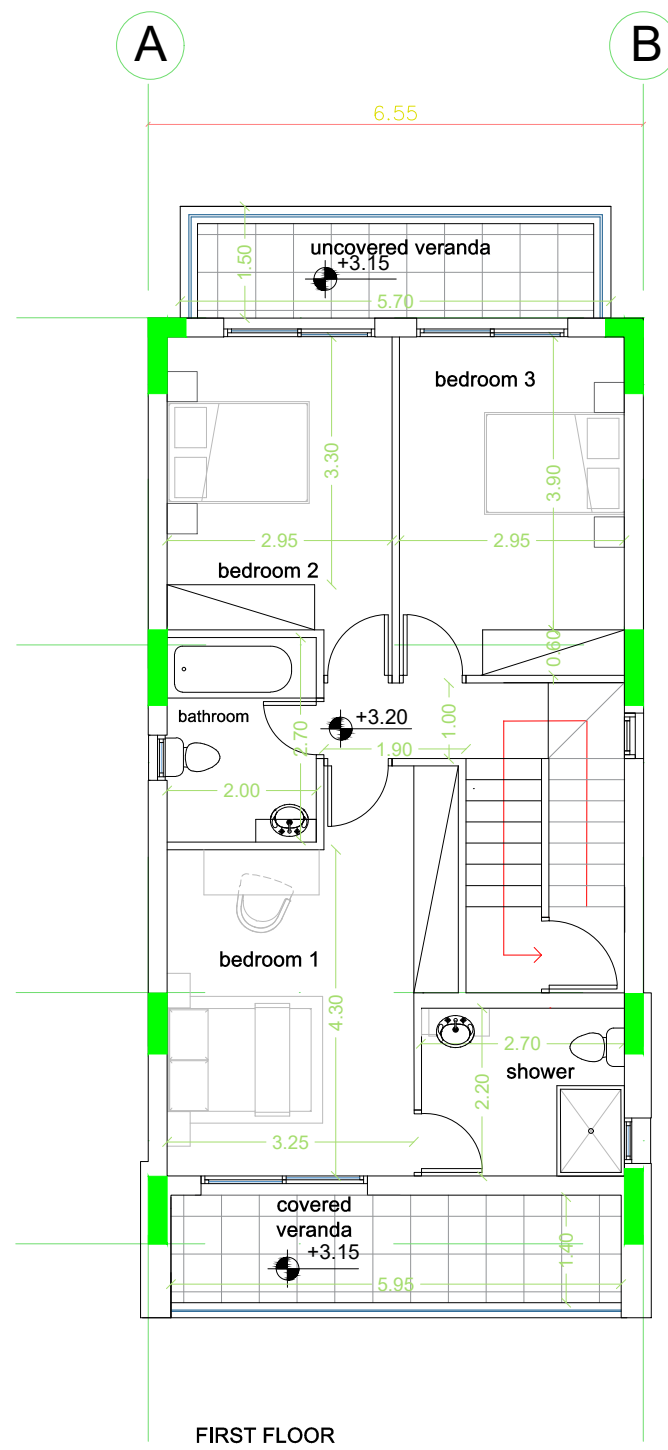 A
B
6.55
1.50
uncovered veranda
+3.15
5.70
bedroom 3
3.30
3.90
2.95
2.95
bedroom 2
0.60
bathroom
2.70
+3.20
1.00
1.90
2.00
bedroom 1
4.30
2.70
shower
2.20
3.25
covered
veranda
+3.15
1.40
5.95
FIRST FLOOR